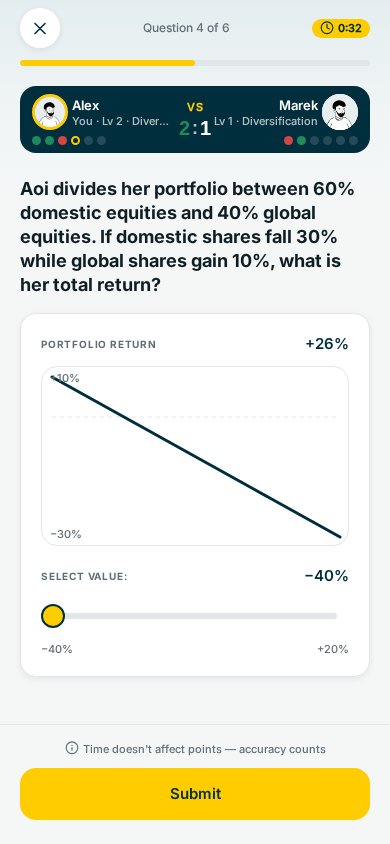 Question 4 of 6
0:32
Alex
You · Lv 2 · Diver...
VS
2:1
Marek
Lv 1 · Diversification
Aoi divides her portfolio between 60%
domestic equities and 40% global
equities. If domestic shares fall 30%
while global shares gain 10%, what is
her total return?
PORTFOLIO RETURN
+26%
+10%
−30%
SELECT VALUE:
−40%
−40%
+20%
Time doesn't affect points — accuracy counts
Submit